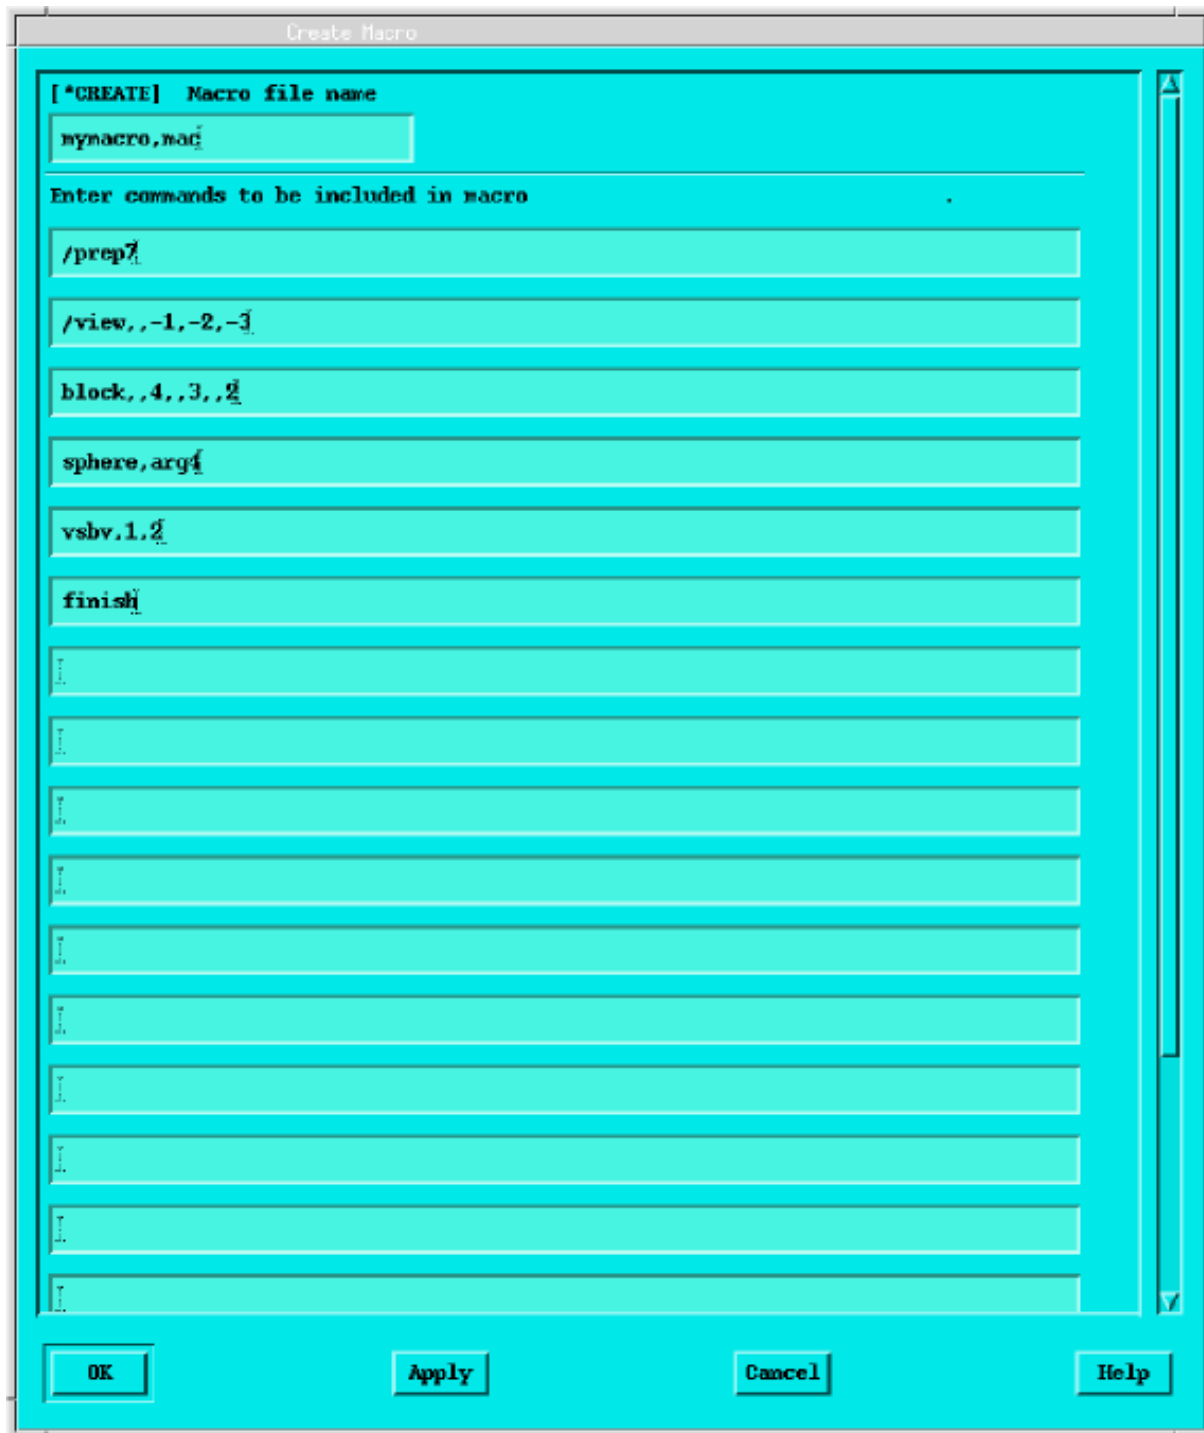 Create Macro
[*CREATE] Macro file name
mymacro,mac
Enter commands to be included in macro
/prep7
/view,,-1,-2,-3
block,,4,,3,,2
sphere,arg4
vsbv,1,2
finish
OK Apply Cancel Help